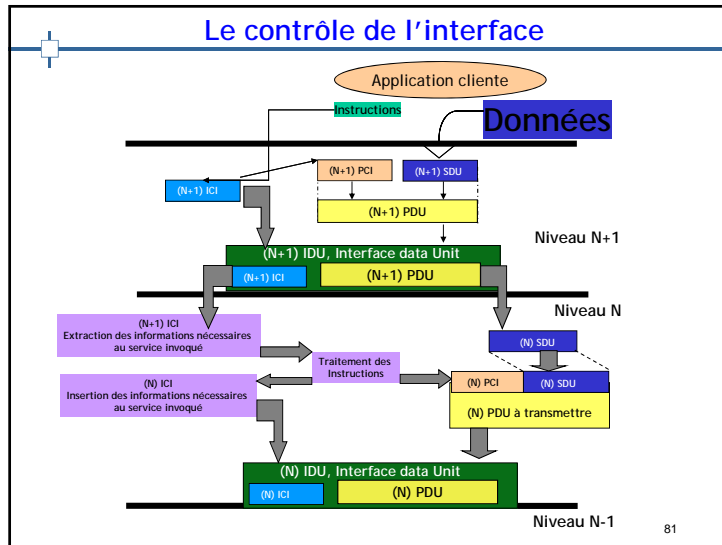 Le contrôle de l'interface
Application cliente
Instructions
Données
(N+1) PCI
(N+1) SDU
(N+1) ICI
(N+1) PDU
Niveau N+1
(N+1) IDU, Interface data Unit
(N+1) ICI
(N+1) PDU
Niveau N
(N+1) ICI
Extraction des informations nécessaires
au service invoqué
(N) SDU
Traitement des
Instructions
(N) ICI
Insertion des informations nécessaires
au service invoqué
(N) PCI
(N) SDU
(N) PDU à transmettre
(N) IDU, Interface data Unit
(N) ICI
(N) PDU
Niveau N-1
81